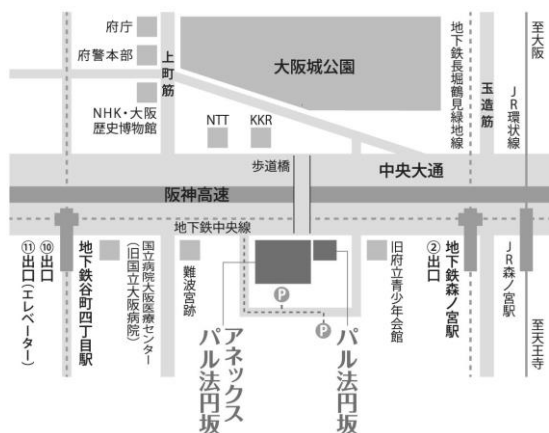 府庁
府警本部
NHK・大阪
歴史博物館
上町筋
大阪城公園
NTT
KKR
歩道橋
中央大通
阪神高速
地下鉄中央線
地下鉄長堀鶴見緑地線
玉造筋
JR環状線
至大阪
⑪出口(エレベーター)
⑩出口
地下鉄谷町四丁目駅
国立病院大阪医療センター
(旧国立大阪病院)
難波宮跡
P
P
アネックス
パル法円坂
パル法円坂
旧府立青少年会館
②出口
地下鉄森ノ宮駅
JR森ノ宮駅
至天王寺